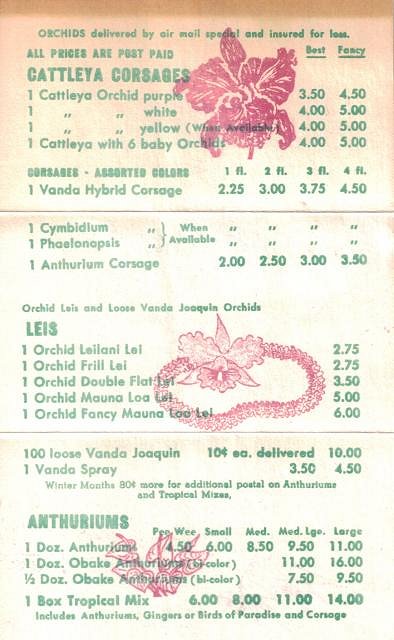 ORCHIDS delivered by air mail special and insured for loss.
ALL PRICES ARE POST PAID Best Fancy
CATTLEYA CORSAGES
1 Cattleya Orchid purple 3.50 4.50
1 „ „ white 4.00 5.00
1 „ „ yellow (When Available) 4.00 5.00
1 Cattleya with 6 baby Orchids 4.00 5.00
CORSAGES - ASSORTED COLORS 1 fl. 2 fl. 3 fl. 4 fl.
1 Vanda Hybrid Corsage 2.25 3.00 3.75 4.50
1 Cymbidium „ } When „ „ „ „
1 Phaelonapsis „ } Available „ „ „ „
1 Anthurium Corsage 2.00 2.50 3.00 3.50
Orchid Leis and Loose Vanda Joaquin Orchids
LEIS
1 Orchid Leilani Lei 2.75
1 Orchid Frill Lei 2.75
1 Orchid Double Flat Lei 3.50
1 Orchid Mauna Loa Lei 5.00
1 Orchid Fancy Mauna Loa Lei 6.00
100 loose Vanda Joaquin 10¢ ea. delivered 10.00
1 Vanda Spray 3.50 4.50
Winter Months 80¢ more for additional postal on Anthuriums
and Tropical Mixes,
ANTHURIUMS
Pee Wee Small Med. Med. Lge. Large
1 Doz. Anthuriums 4.50 6.00 8.50 9.50 11.00
1 Doz. Obake Anthuriums (bi-color) 11.00 16.00
½ Doz. Obake Anthuriums (bi-color) 7.50 9.50
1 Box Tropical Mix 6.00 8.00 11.00 14.00
Includes Anthuriums, Gingers or Birds of Paradise and Corsage